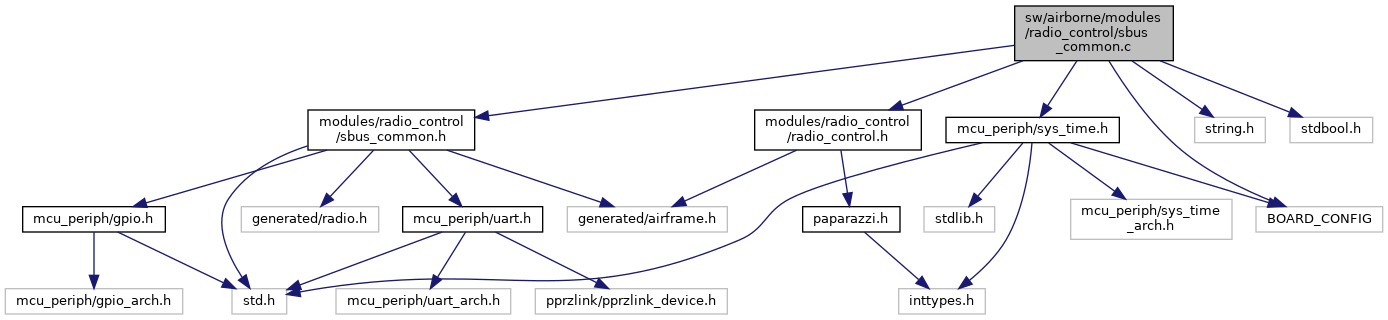 sw/airborne/modules
/radio_control/sbus
_common.c
modules/radio_control
/sbus_common.h
modules/radio_control
/radio_control.h
mcu_periph/sys_time.h
string.h
stdbool.h
mcu_periph/gpio.h
generated/radio.h
mcu_periph/uart.h
generated/airframe.h
paparazzi.h
stdlib.h
mcu_periph/sys_time
_arch.h
BOARD_CONFIG
mcu_periph/gpio_arch.h
std.h
mcu_periph/uart_arch.h
pprzlink/pprzlink_device.h
inttypes.h